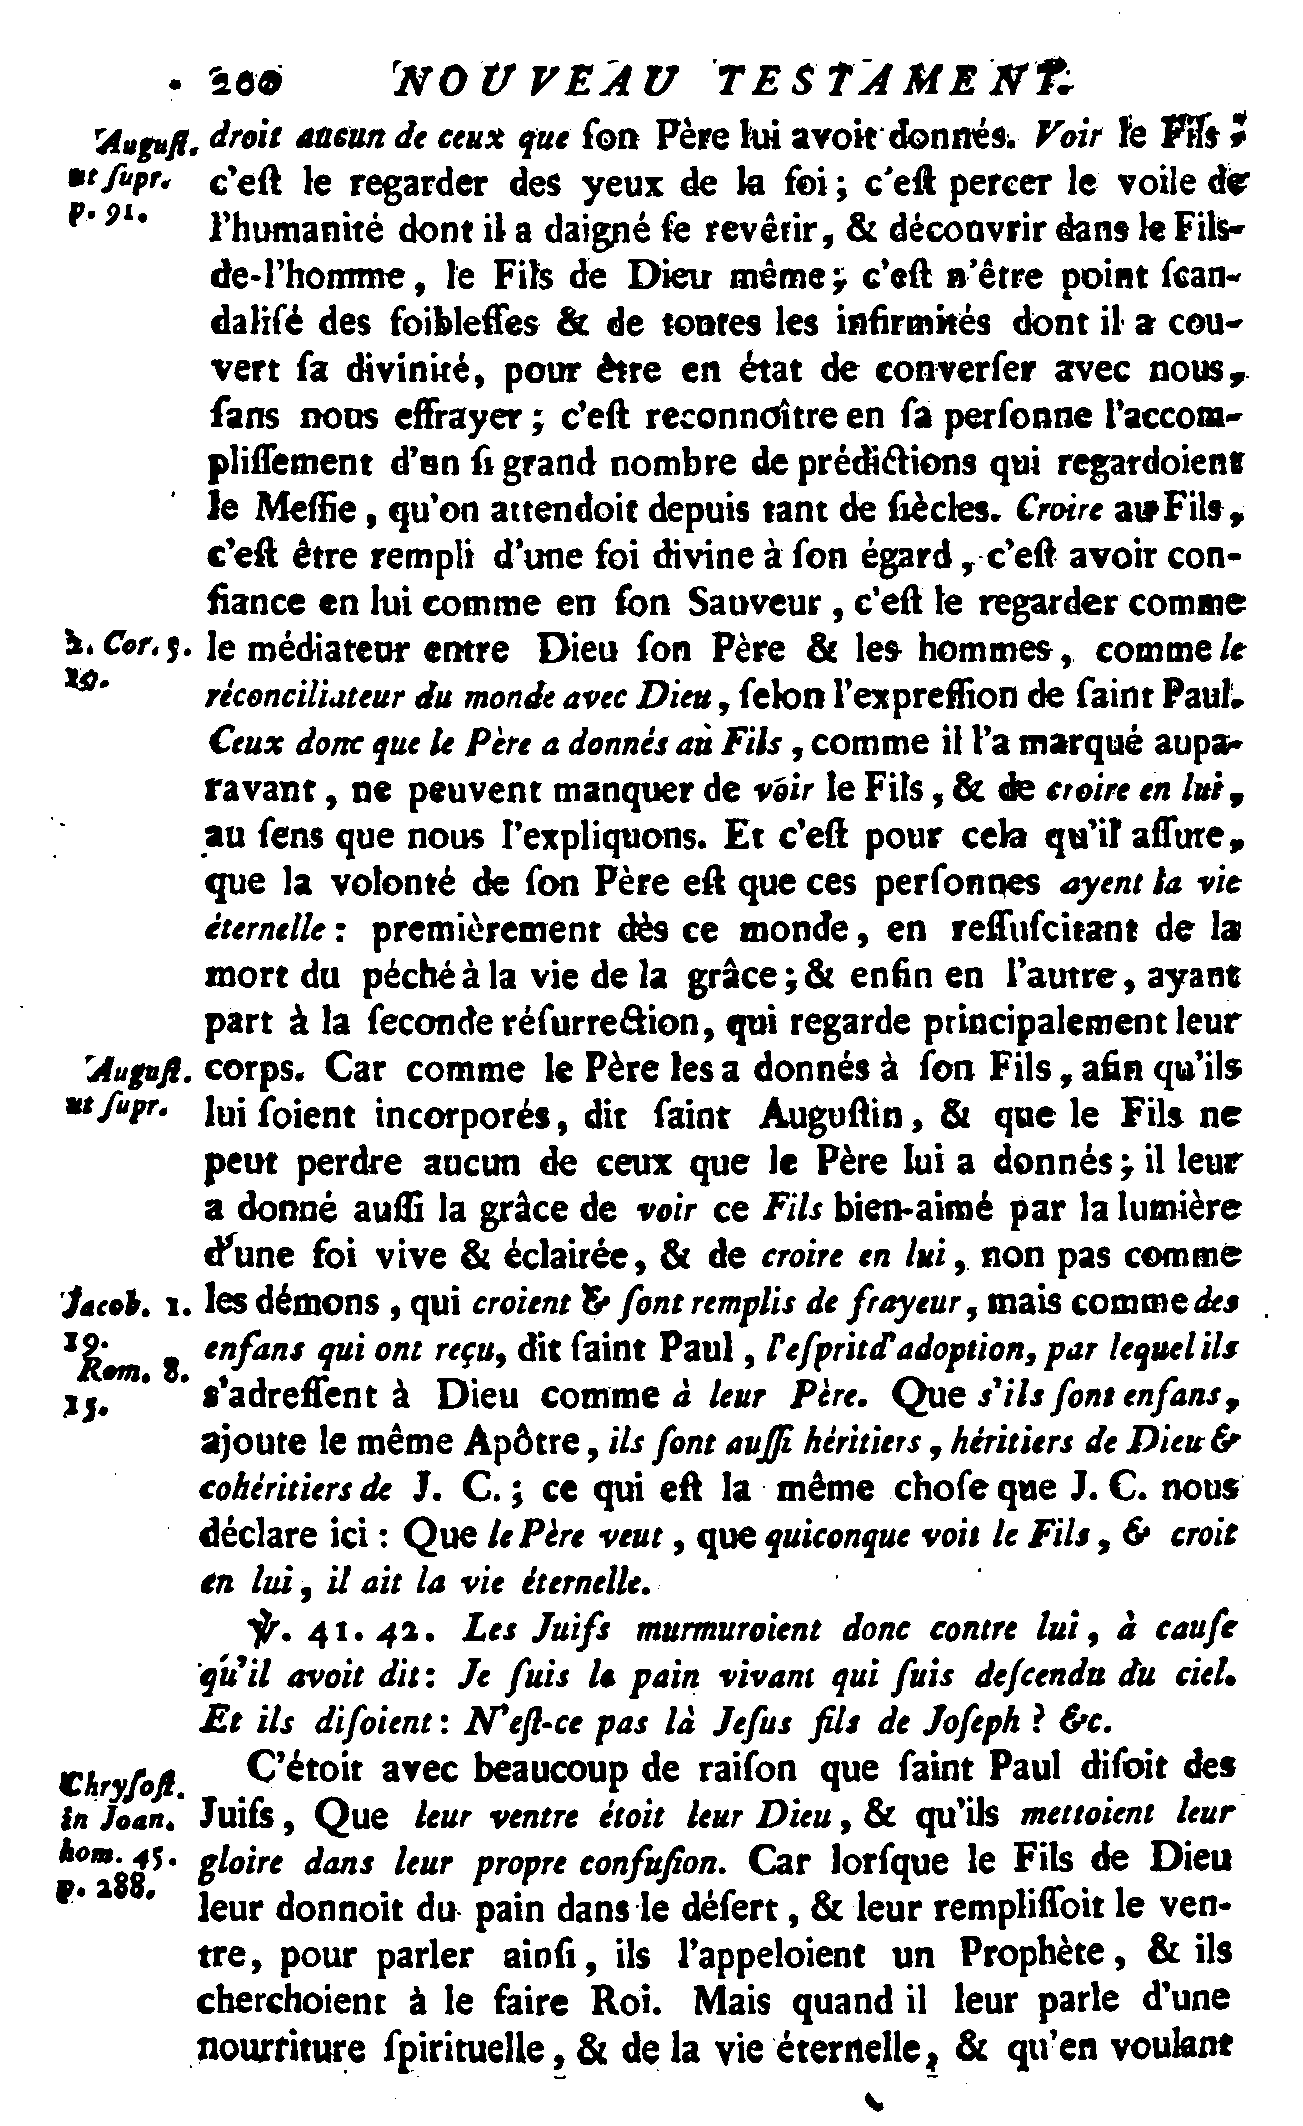 200 NOUVEAU TESTAMENT.
August. droit aucun de ceux que ſon Père lui avoit donnés. Voir le Fils ;
ut ſupr. c'eſt le regarder des yeux de la foi ; c'eſt percer le voile de
p. 91. l'humanité dont il a daigné ſe revêtir, & découvrir dans le Fils-
de-l'homme, le Fils de Dieu même ; c'eſt n'être point ſcan-
daliſé des foibleſſes & de toutes les infirmités dont il a cou-
vert ſa divinité, pour être en état de converſer avec nous,
ſans nous effrayer ; c'eſt reconnoître en ſa perſonne l'accom-
pliſſement d'un ſi grand nombre de prédictions qui regardoient
le Meſſie, qu'on attendoit depuis tant de ſiècles. Croire au Fils,
c'eſt être rempli d'une foi divine à ſon égard, c'eſt avoir con-
fiance en lui comme en ſon Sauveur, c'eſt le regarder comme
2. Cor. 5. le médiateur entre Dieu ſon Père & les hommes, comme le
19. réconciliateur du monde avec Dieu, ſelon l'expreſſion de ſaint Paul.
Ceux donc que le Père a donnés au Fils, comme il l'a marqué aupa-
ravant, ne peuvent manquer de voir le Fils, & de croire en lui,
au ſens que nous l'expliquons. Et c'eſt pour cela qu'il aſſure,
que la volonté de ſon Père eſt que ces perſonnes ayent la vie
éternelle : premièrement dès ce monde, en reſſuſcitant de la
mort du péché à la vie de la grâce ; & enfin en l'autre, ayant
part à la ſeconde réſurrection, qui regarde principalement leur
August. corps. Car comme le Père les a donnés à ſon Fils, afin qu'ils
ut ſupr. lui ſoient incorporés, dit ſaint Auguſtin, & que le Fils ne
peut perdre aucun de ceux que le Père lui a donnés ; il leur
a donné auſſi la grâce de voir ce Fils bien-aimé par la lumière
d'une foi vive & éclairée, & de croire en lui, non pas comme
Jacob. 1. les démons, qui croient & ſont remplis de frayeur, mais comme des
19. enfans qui ont reçu, dit ſaint Paul, l'eſprit d'adoption, par lequel ils
Rom. 8. s'adreſſent à Dieu comme à leur Père. Que s'ils ſont enfans,
15. ajoute le même Apôtre, ils ſont auſſi héritiers, héritiers de Dieu &
cohéritiers de J. C. ; ce qui eſt la même choſe que J. C. nous
déclare ici : Que le Père veut, que quiconque voit le Fils, & croit
en lui, il ait la vie éternelle.
℣. 41. 42. Les Juifs murmuroient donc contre lui, à cauſe
qu'il avoit dit : Je ſuis le pain vivant qui ſuis deſcendu du ciel.
Et ils diſoient : N'eſt-ce pas là Jeſus fils de Joſeph ? &c.
C'étoit avec beaucoup de raiſon que ſaint Paul diſoit des
Chryſoſt. Juifs, Que leur ventre étoit leur Dieu, & qu'ils mettoient leur
in Joan. gloire dans leur propre confuſion. Car lorſque le Fils de Dieu
hom. 45. leur donnoit du pain dans le déſert, & leur rempliſſoit le ven-
p. 288. tre, pour parler ainſi, ils l'appeloient un Prophète, & ils
cherchoient à le faire Roi. Mais quand il leur parle d'une
nourriture ſpirituelle, & de la vie éternelle, & qu'en voulant